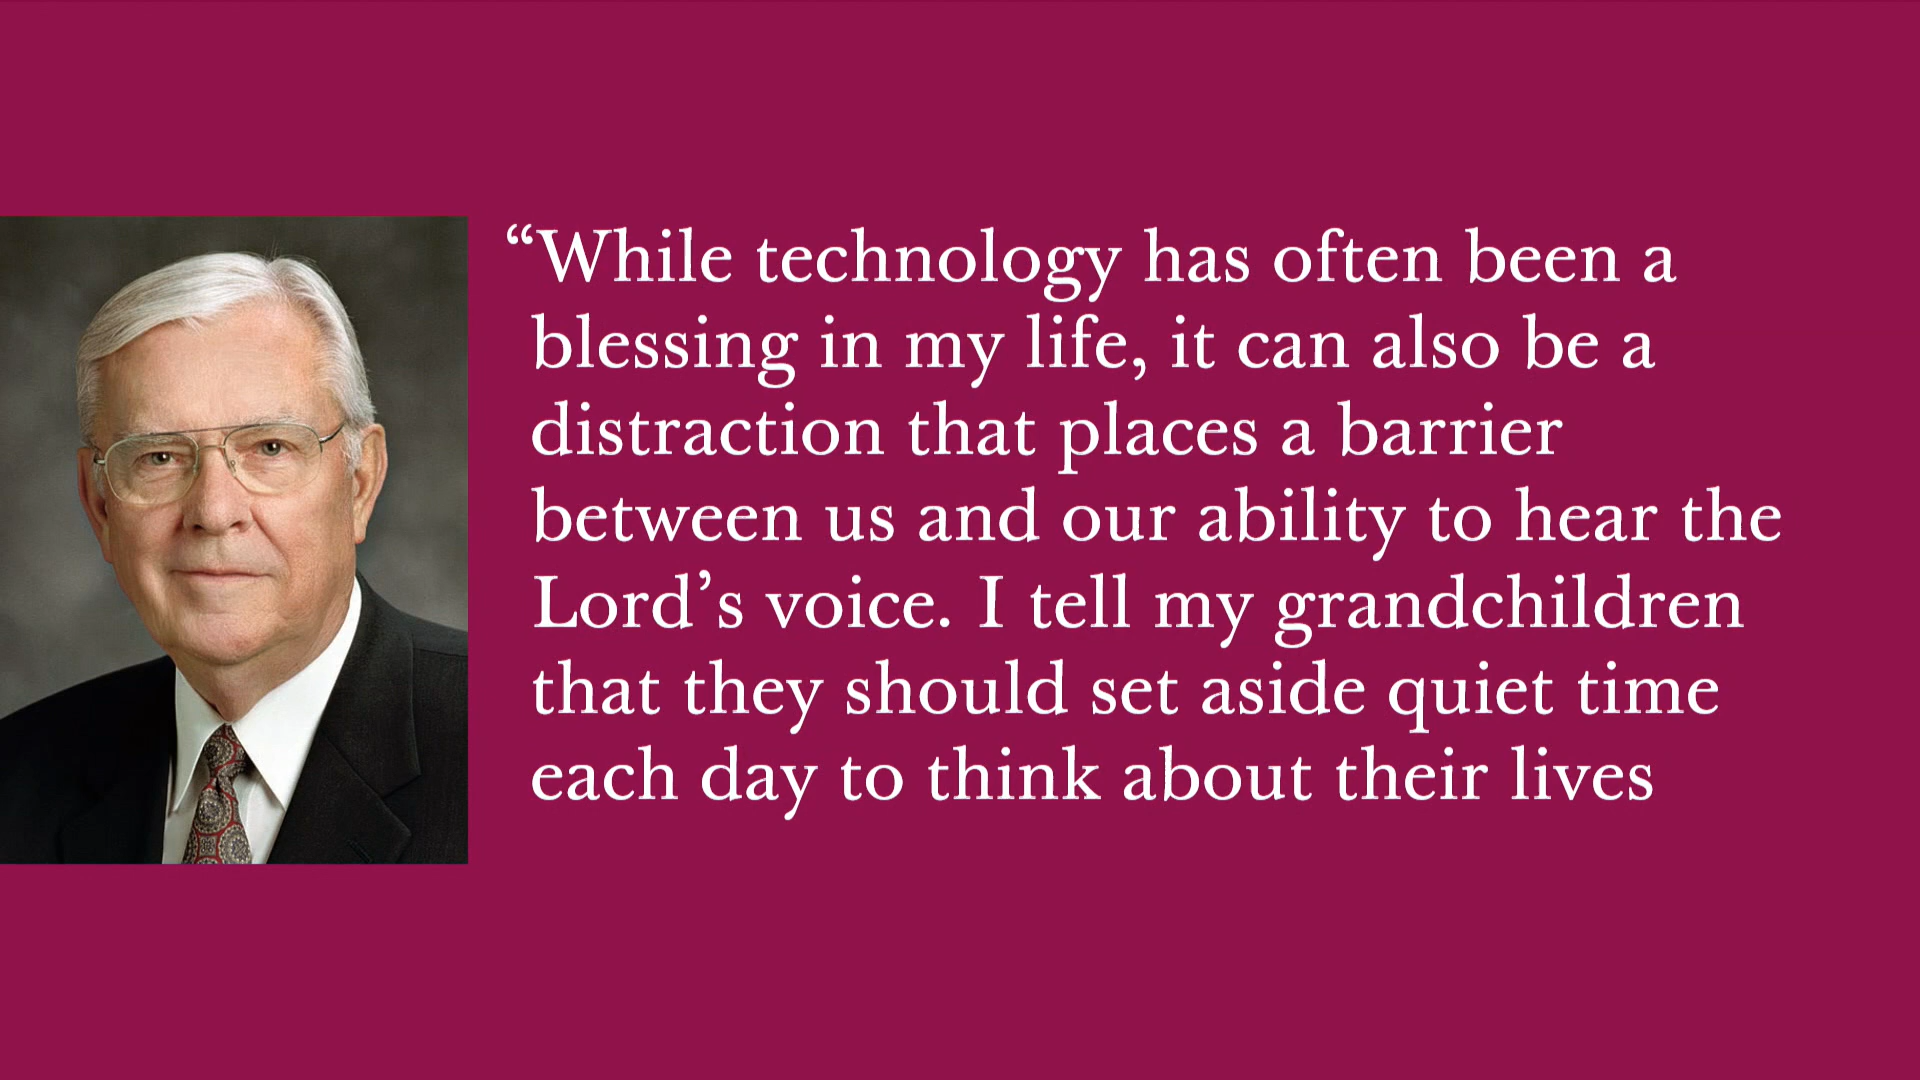 “While technology has often been a
blessing in my life, it can also be a
distraction that places a barrier
between us and our ability to hear the
Lord’s voice. I tell my grandchildren
that they should set aside quiet time
each day to think about their lives